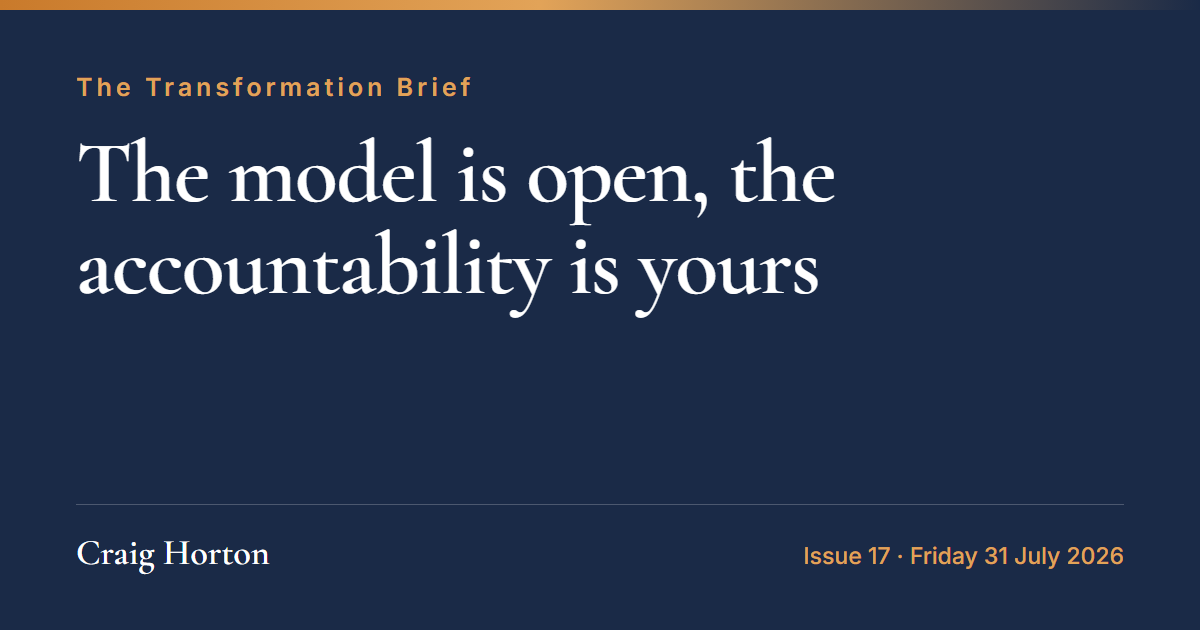 The Transformation Brief
The model is open, the
accountability is yours
Craig Horton
Issue 17 · Friday 31 July 2026